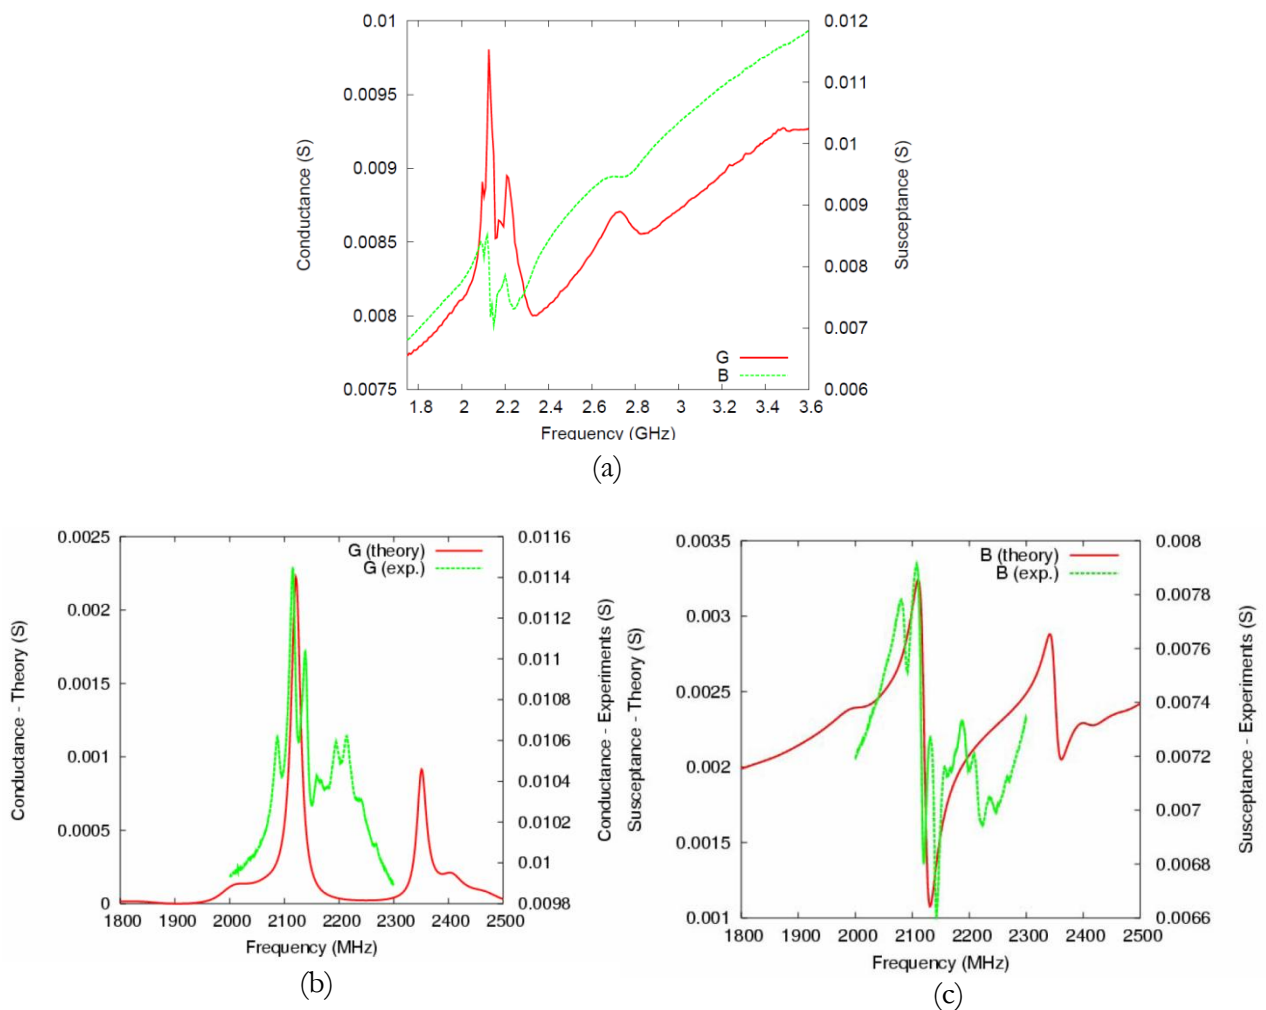 0.01
0.0095
0.009
0.0085
0.008
0.0075
Conductance (S)
0.012
0.011
0.01
0.009
0.008
0.007
0.006
Susceptance (S)
G
B
1.8 2 2.2 2.4 2.6 2.8 3 3.2 3.4 3.6
Frequency (GHz)
(a)
0.0025
0.002
0.0015
0.001
0.0005
0
Conductance - Theory (S)
G (theory)
G (exp.)
0.0116
0.0114
0.0112
0.011
0.0108
0.0106
0.0104
0.0102
0.01
0.0098
Conductance - Experiments (S)
1800 1900 2000 2100 2200 2300 2400 2500
Frequency (MHz)
(b)
Susceptance - Theory (S)
0.0035
0.003
0.0025
0.002
0.0015
0.001
B (theory)
B (exp.)
0.008
0.0078
0.0076
0.0074
0.0072
0.007
0.0068
0.0066
Susceptance - Experiments (S)
1800 1900 2000 2100 2200 2300 2400 2500
Frequency (MHz)
(c)